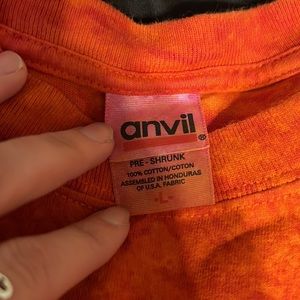 anvil®
PRE-SHRUNK
100% COTTON/COTON
ASSEMBLED IN HONDURAS
OF U.S.A. FABRIC
L